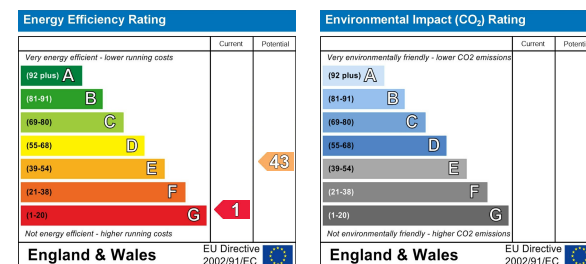 Energy Efficiency Rating
Current Potential
Very energy efficient - lower running costs
(92 plus) A
(81-91) B
(69-80) C
(55-68) D
(39-54) E
43
(21-38) F
(1-20) G
1
Not energy efficient - higher running costs
England & Wales
EU Directive
2002/91/EC
Environmental Impact (CO₂) Rating
Current Potenti
Very environmentally friendly - lower CO2 emissions
(92 plus) A
(81-91) B
(69-80) C
(55-68) D
(39-54) E
(21-38) F
(1-20) G
Not environmentally friendly - higher CO2 emissions
England & Wales
EU Directive
2002/91/EC